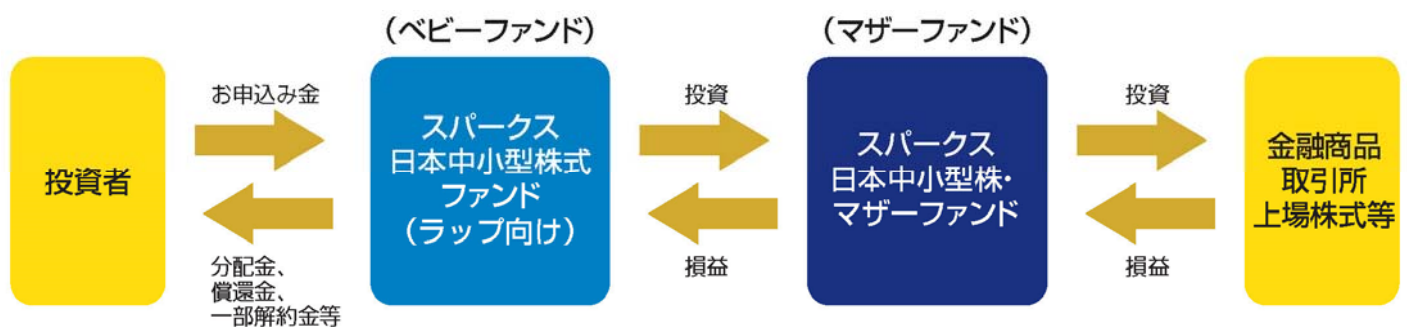 (ベビーファンド)
(マザーファンド)
投資者
お申込み金
分配金、
償還金、
一部解約金等
スパークス
日本中小型株式
ファンド
(ラップ向け)
投資
損益
スパークス
日本中小型株・
マザーファンド
投資
損益
金融商品
取引所
上場株式等